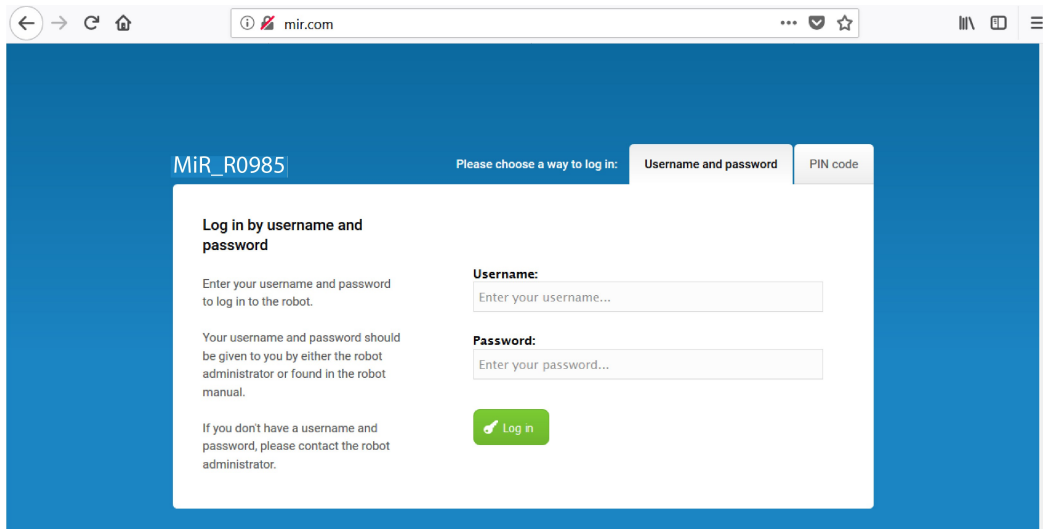 mir.com
MiR_R0985
Please choose a way to log in:
Username and password
PIN code
Log in by username and
password
Enter your username and password
to log in to the robot.
Your username and password should
be given to you by either the robot
administrator or found in the robot
manual.
If you don't have a username and
password, please contact the robot
administrator.
Username:
Enter your username...
Password:
Enter your password...
Log in